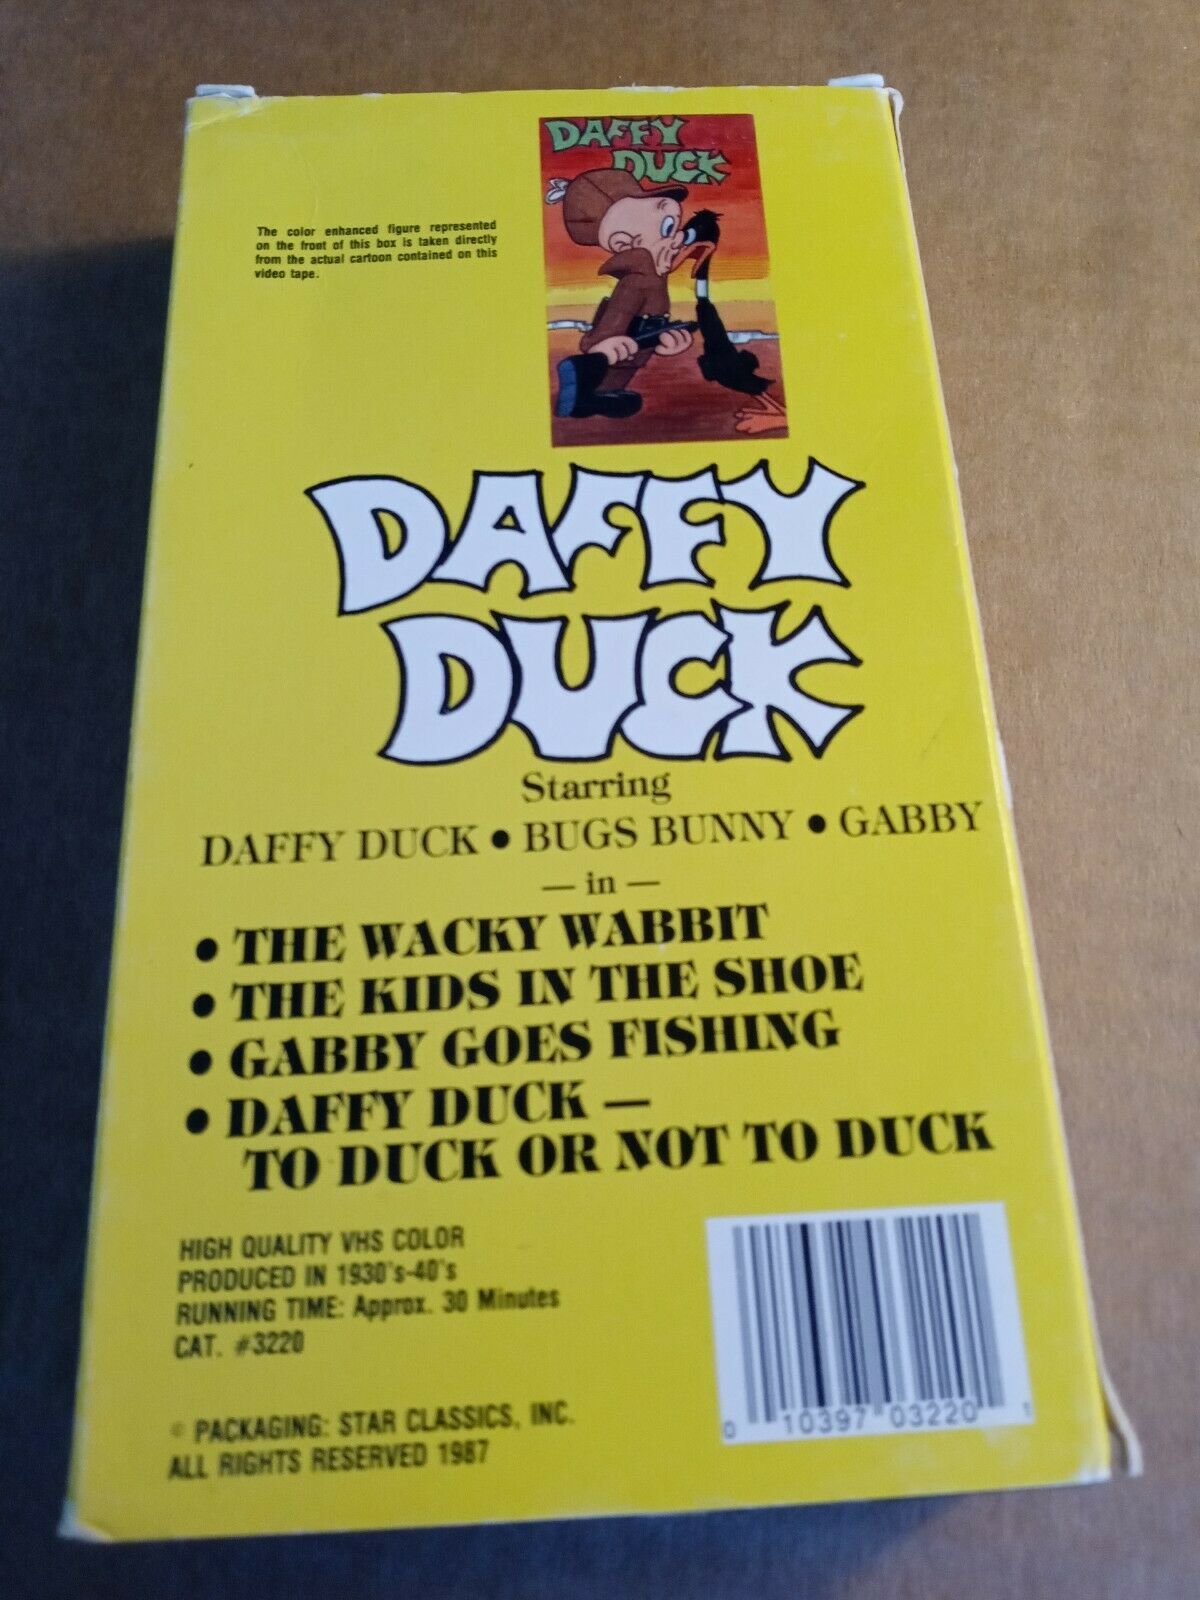 DAFFY
DUCK
The color enhanced figure represented
on the front of this box is taken directly
from the actual cartoon contained on this
video tape.
DAFFY
DUCK
Starring
DAFFY DUCK • BUGS BUNNY • GABBY
— in —
• THE WACKY WABBIT
• THE KIDS IN THE SHOE
• GABBY GOES FISHING
• DAFFY DUCK —
TO DUCK OR NOT TO DUCK
HIGH QUALITY VHS COLOR
PRODUCED IN 1930's-40's
RUNNING TIME: Approx. 30 Minutes
CAT. #3220
© PACKAGING: STAR CLASSICS, INC.
ALL RIGHTS RESERVED 1987
0 10397 03220 1